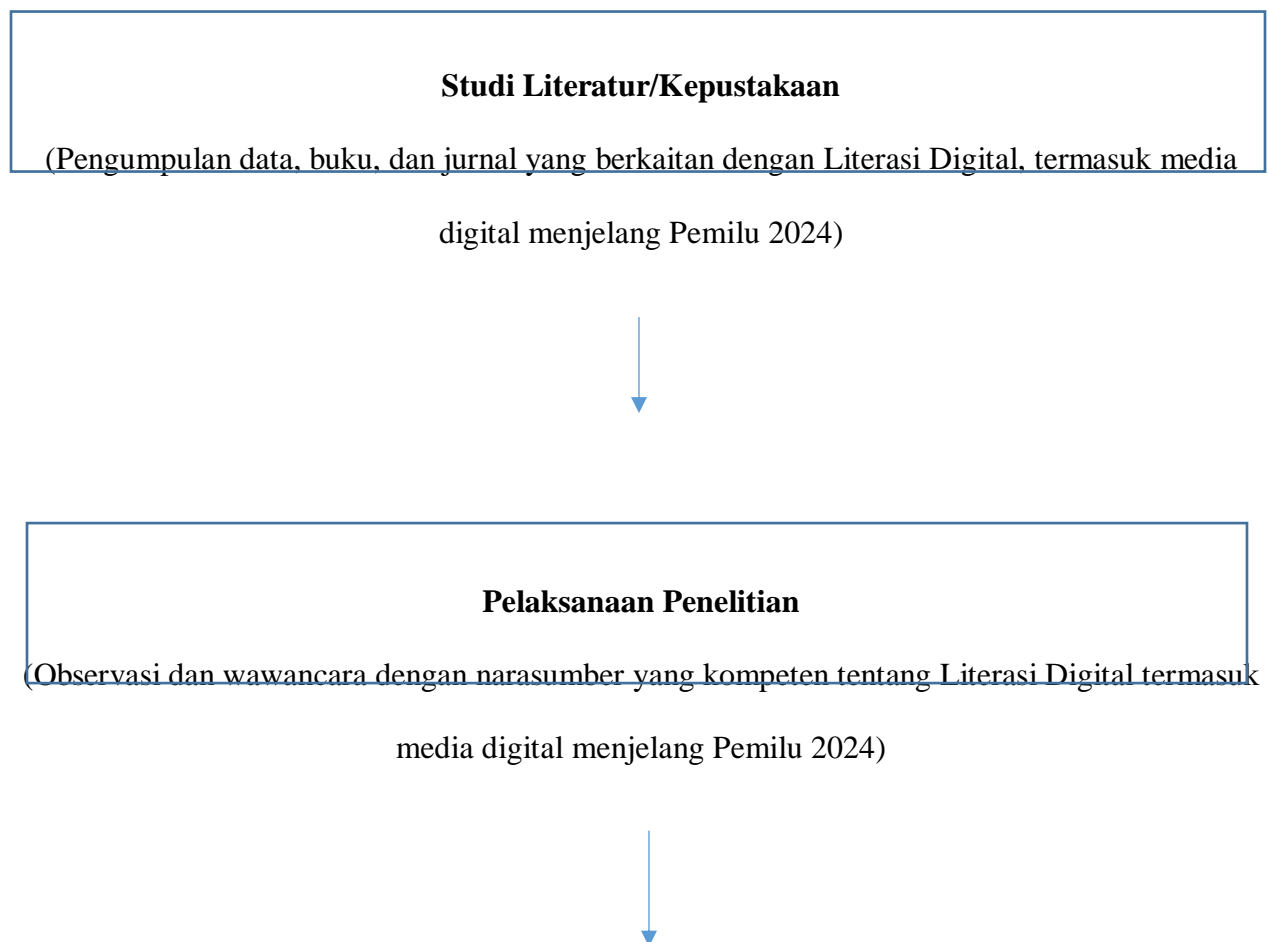 Studi Literatur/Kepustakaan
(Pengumpulan data, buku, dan jurnal yang berkaitan dengan Literasi Digital, termasuk media
digital menjelang Pemilu 2024)
Pelaksanaan Penelitian
(Observasi dan wawancara dengan narasumber yang kompeten tentang Literasi Digital termasuk
media digital menjelang Pemilu 2024)